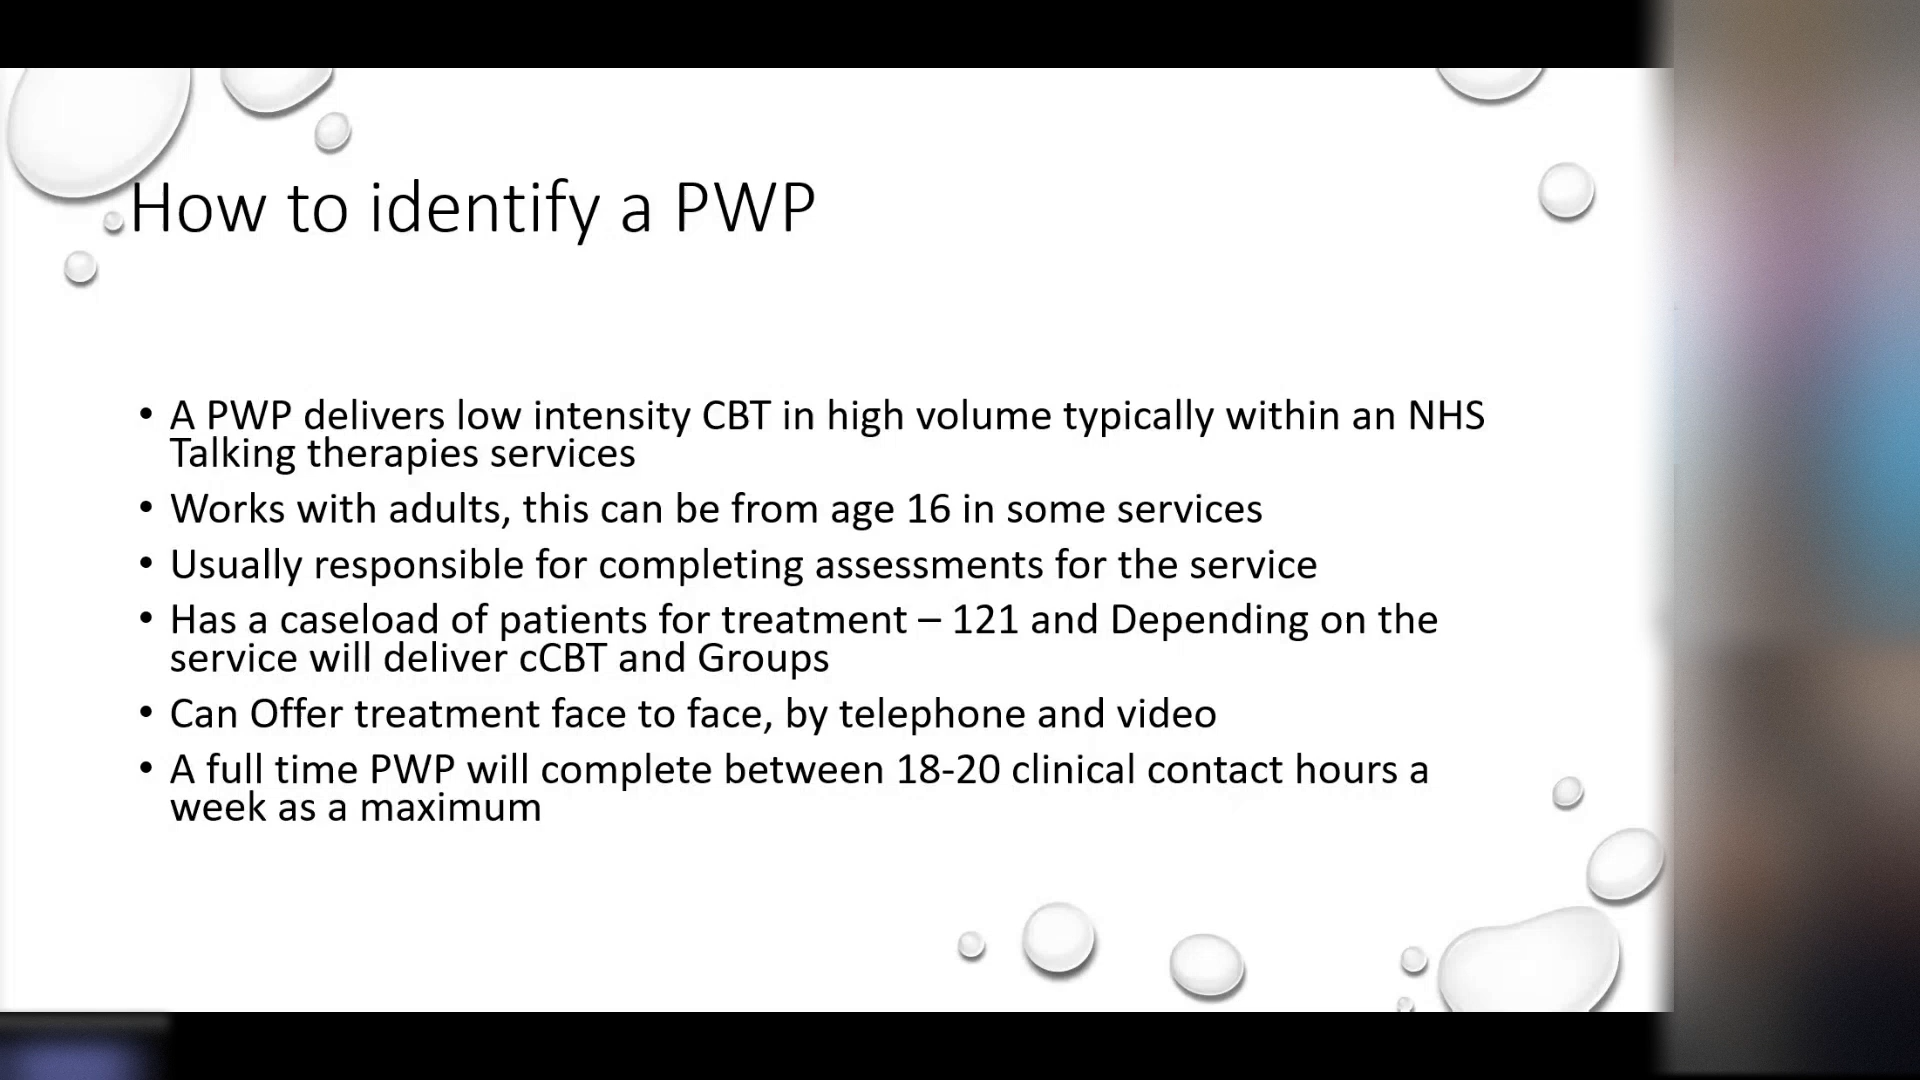 How to identify a PWP
• A PWP delivers low intensity CBT in high volume typically within an NHS
Talking therapies services
• Works with adults, this can be from age 16 in some services
• Usually responsible for completing assessments for the service
• Has a caseload of patients for treatment – 121 and Depending on the
service will deliver cCBT and Groups
• Can Offer treatment face to face, by telephone and video
• A full time PWP will complete between 18-20 clinical contact hours a
week as a maximum